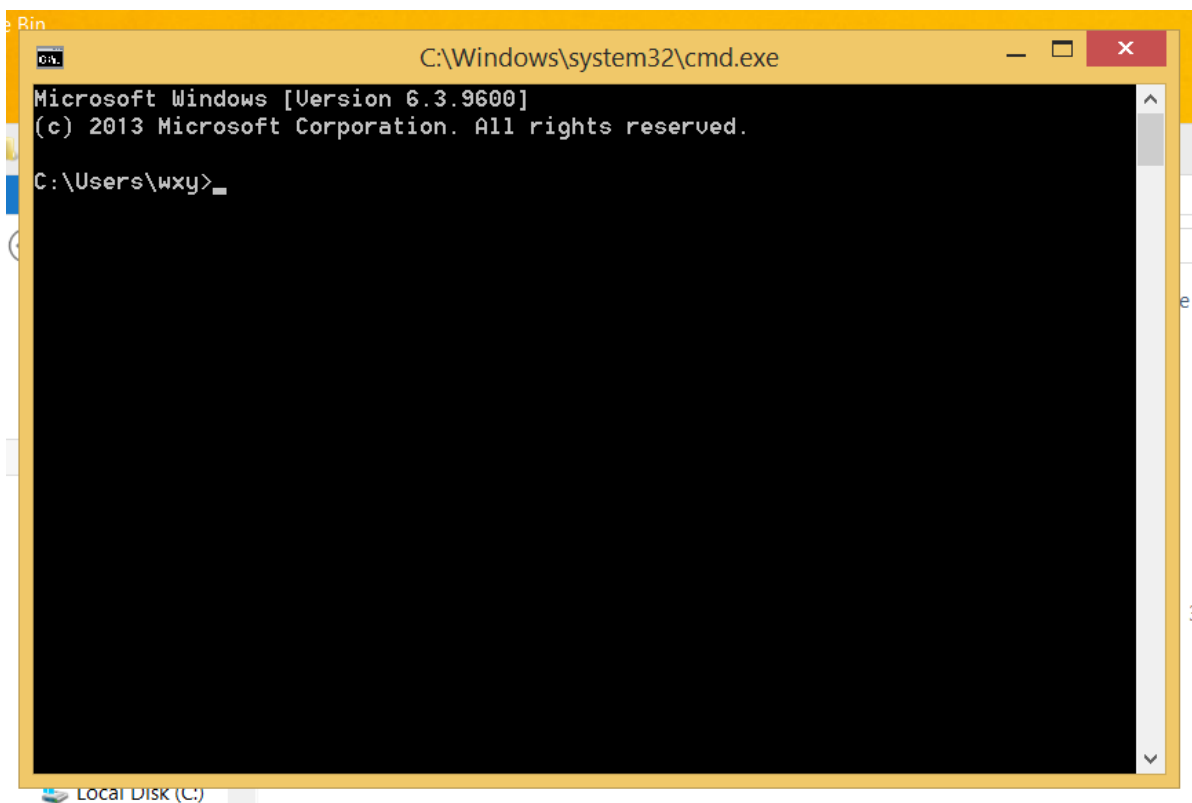 e Bin
C:\Windows\system32\cmd.exe
Microsoft Windows [Version 6.3.9600]
(c) 2013 Microsoft Corporation. All rights reserved.
C:\Users\wxy>_
e
Local Disk (C:)